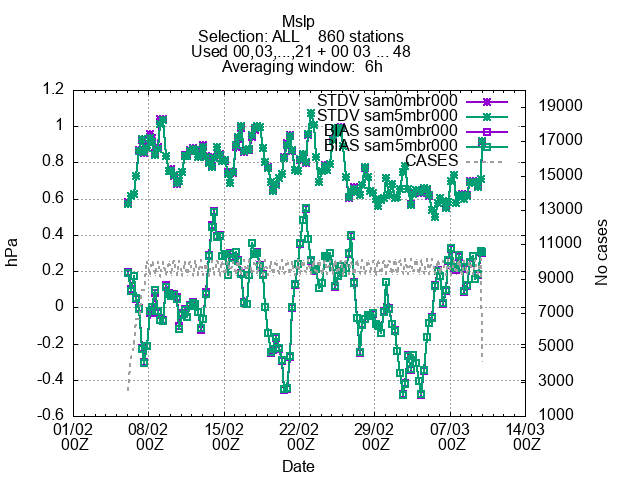 Mslp
Selection: ALL    860 stations
Used 00,03,...,21 + 00 03 ... 48
Averaging window:  6h
STDV sam0mbr000
STDV sam5mbr000
BIAS sam0mbr000
BIAS sam5mbr000
CASES
1.2
1
0.8
0.6
0.4
0.2
0
-0.2
-0.4
-0.6
hPa
19000
17000
15000
13000
11000
9000
7000
5000
3000
1000
No cases
01/02 08/02 15/02 22/02 29/02 07/03 14/03
00Z 00Z 00Z 00Z 00Z 00Z 00Z
Date